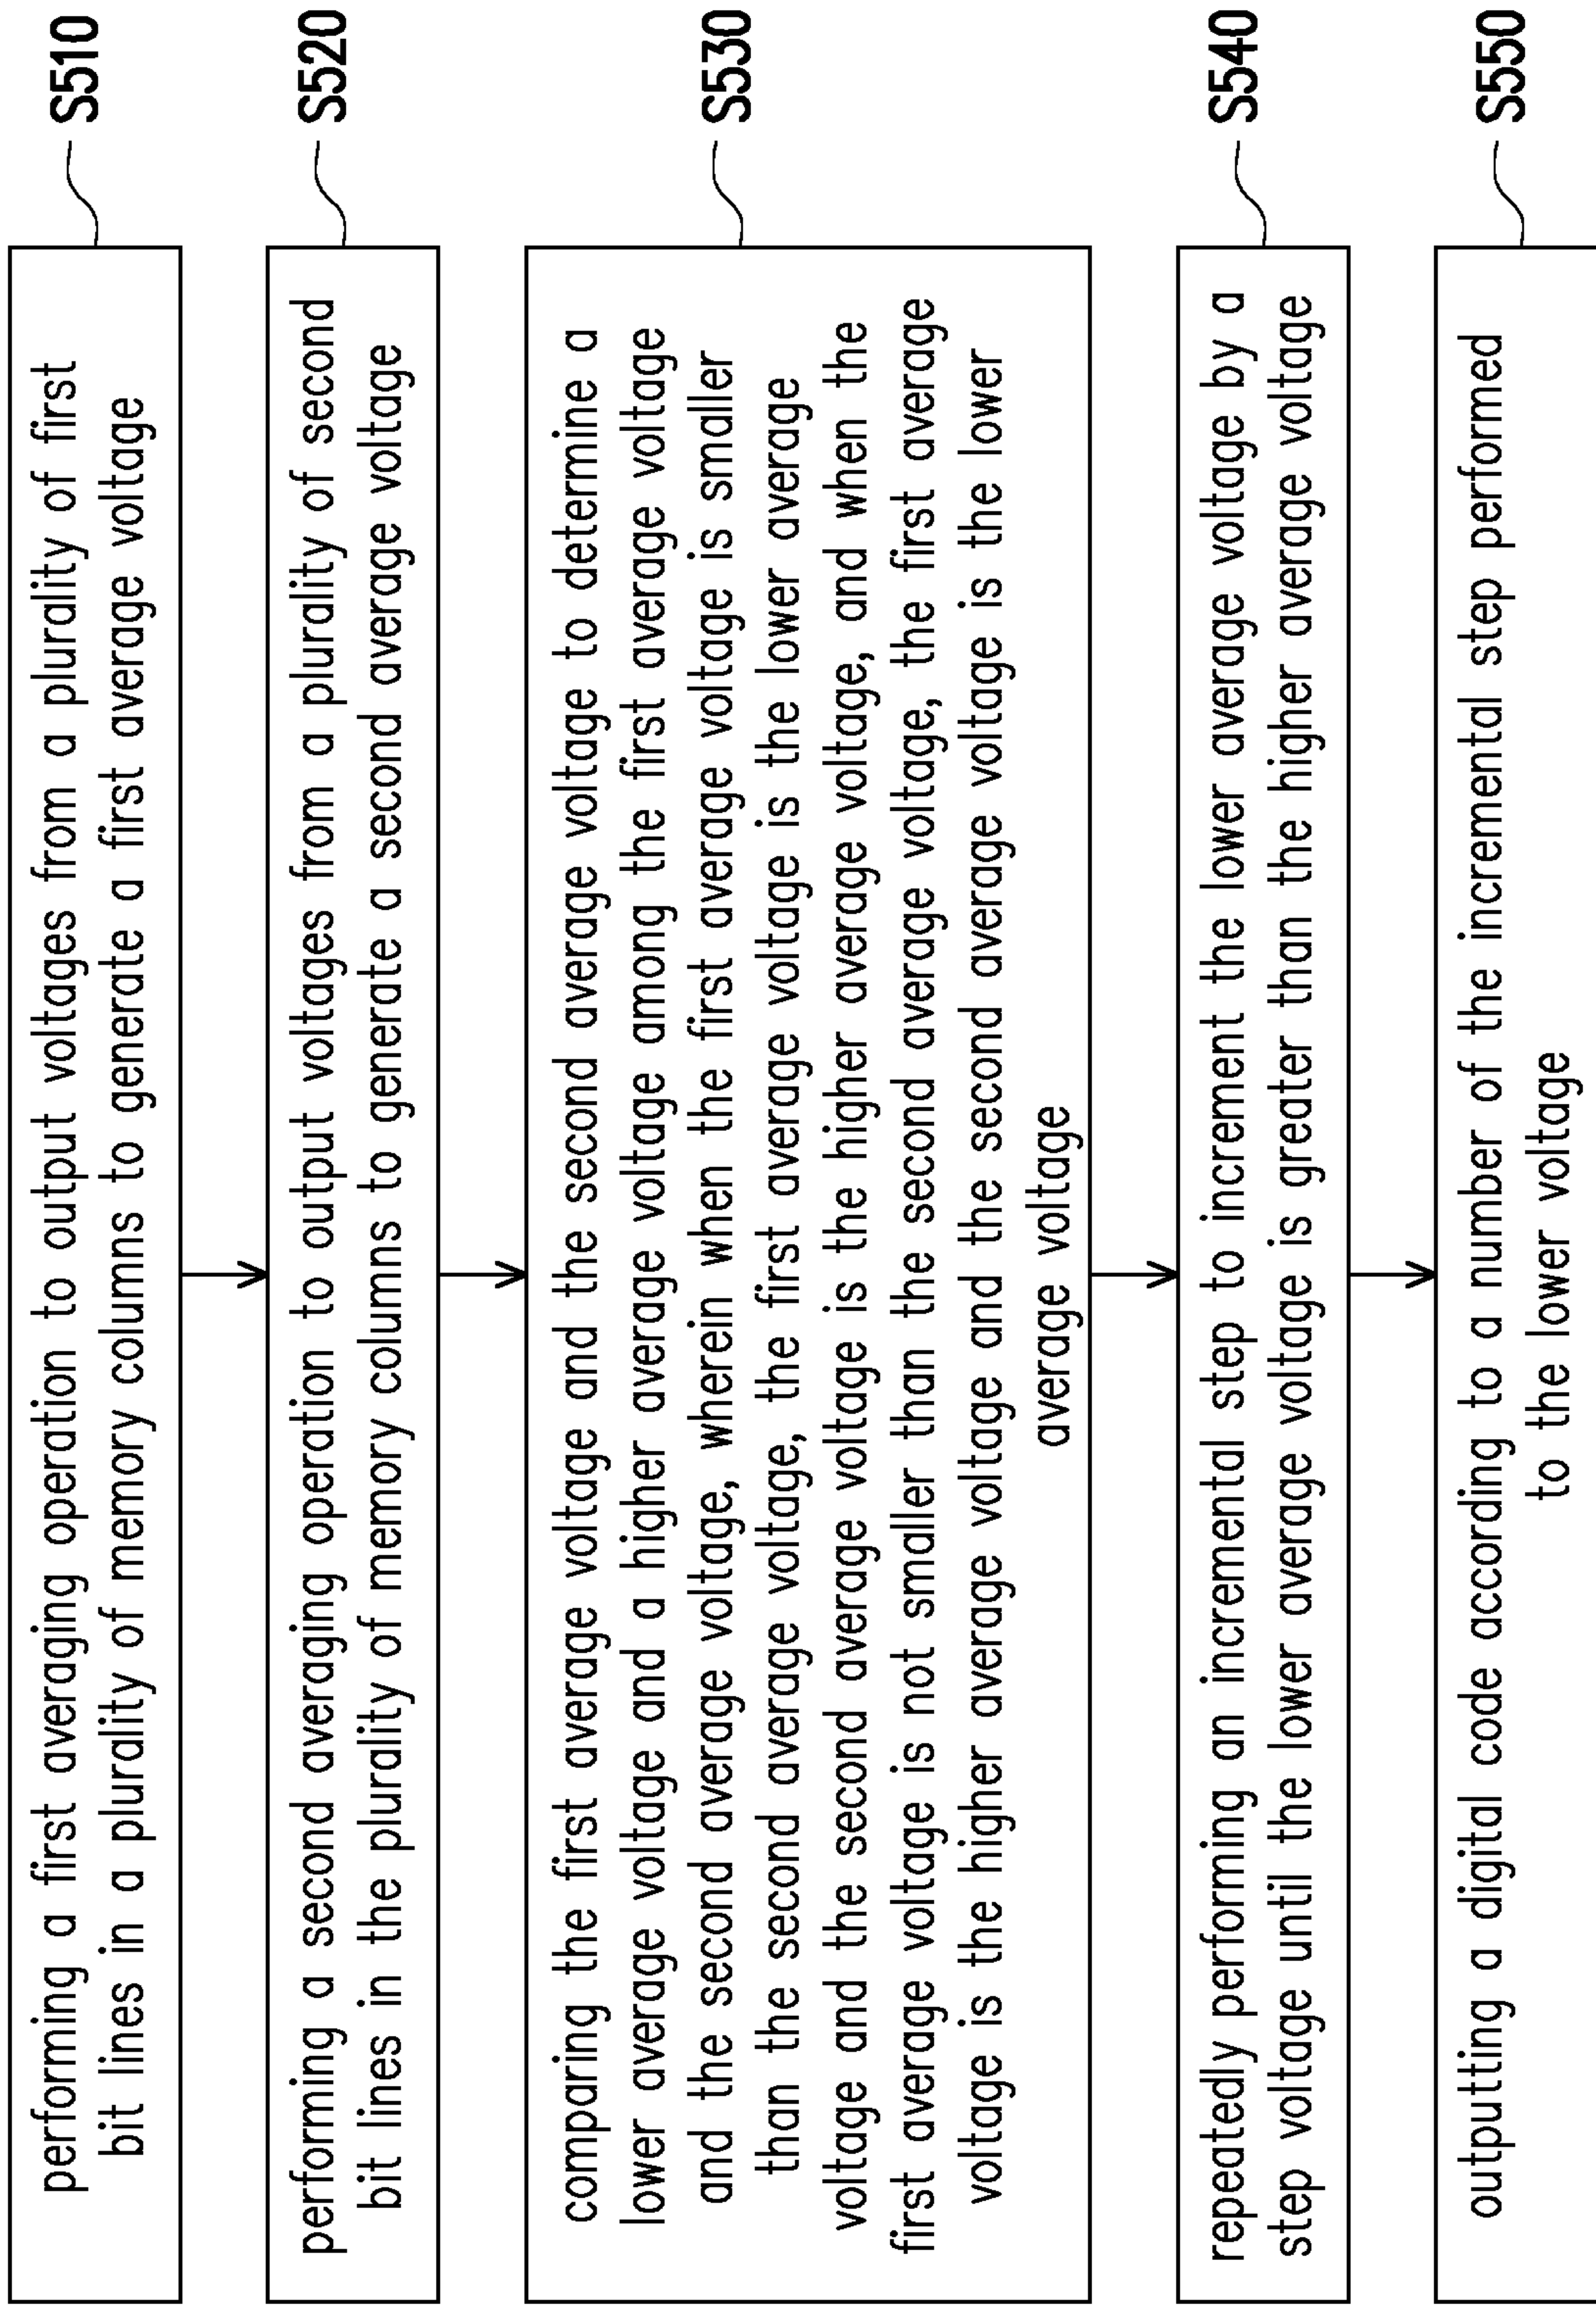 performing a first averaging operation to output voltages from a plurality of first
bit lines in a plurality of memory columns to generate a first average voltage
S510
performing a second averaging operation to output voltages from a plurality of second
bit lines in the plurality of memory columns to generate a second average voltage
S520
comparing the first average voltage and the second average voltage to determine a
lower average voltage and a higher average voltage among the first average voltage
and the second average voltage, wherein when the first average voltage is smaller
than the second average voltage, the first average voltage is the lower average
voltage and the second average voltage is the higher average voltage, and when the
first average voltage is not smaller than the second average voltage, the first average
voltage is the higher average voltage and the second average voltage is the lower
average voltage
S530
repeatedly performing an incremental step to increment the lower average voltage by a
step voltage until the lower average voltage is greater than the higher average voltage
S540
outputting a digital code according to a number of the incremental step performed
to the lower voltage
S550